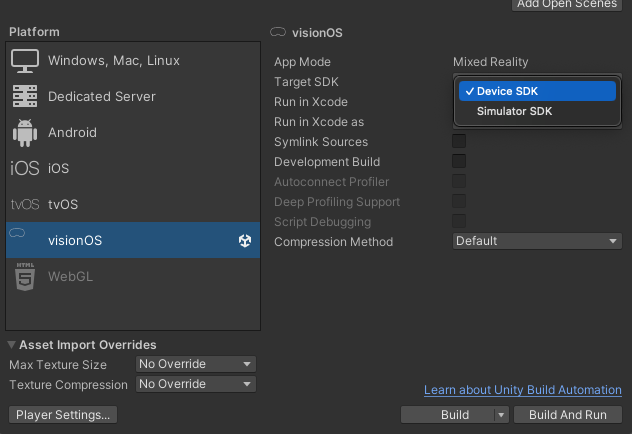 Add Open Scenes
Platform
Windows, Mac, Linux
Dedicated Server
Android
iOS iOS
tvOS tvOS
visionOS
HTML 5 WebGL
Asset Import Overrides
Max Texture Size No Override
Texture Compression No Override
Player Settings...
visionOS
App Mode Mixed Reality
Target SDK
✓ Device SDK
Simulator SDK
Run in Xcode
Run in Xcode as
Symlink Sources
Development Build
Autoconnect Profiler
Deep Profiling Support
Script Debugging
Compression Method Default
Learn about Unity Build Automation
Build
Build And Run